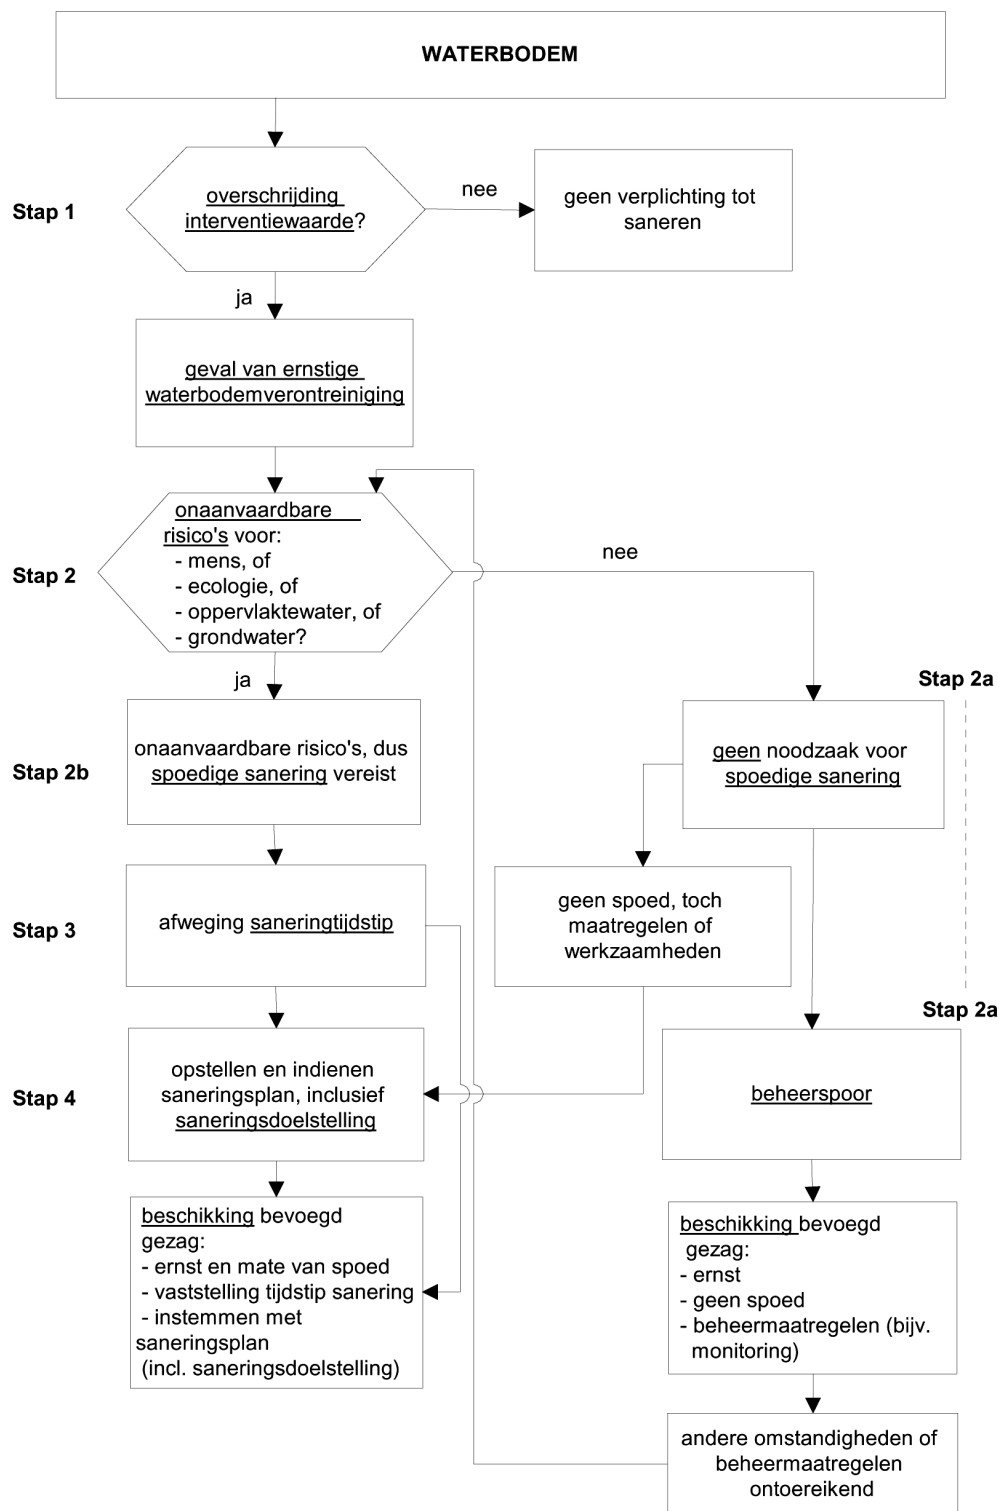 WATERBODEM
Stap 1
overschrijding
interventiewaarde?
nee
geen verplichting tot
saneren
ja
geval van ernstige
waterbodemverontreiniging
Stap 2
onaanvaardbare
risico's voor:
- mens, of
- ecologie, of
- oppervlaktewater, of
- grondwater?
nee
ja
Stap 2a
Stap 2b
onaanvaardbare risico's, dus
spoedige sanering vereist
geen noodzaak voor
spoedige sanering
Stap 3
afweging saneringtijdstip
geen spoed, toch
maatregelen of
werkzaamheden
Stap 2a
Stap 4
opstellen en indienen
saneringsplan, inclusief
saneringsdoelstelling
beheerspoor
beschikking bevoegd
gezag:
- ernst en mate van spoed
- vaststelling tijdstip sanering
- instemmen met
saneringsplan
(incl. saneringsdoelstelling)
beschikking bevoegd
gezag:
- ernst
- geen spoed
- beheermaatregelen (bijv.
monitoring)
andere omstandigheden of
beheermaatregelen
ontoereikend